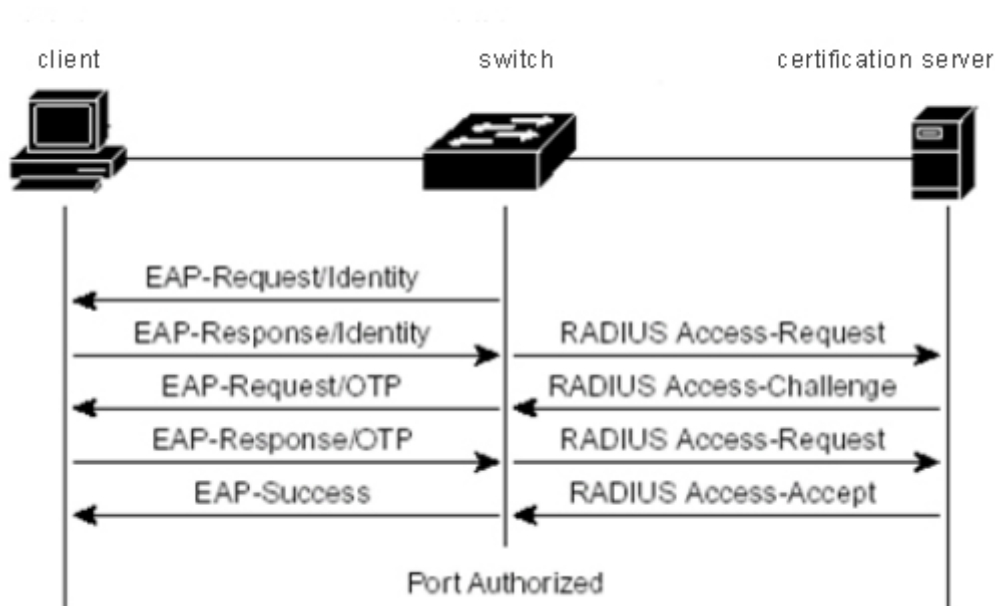 client
switch
certification server
EAP-Request/Identity
EAP-Response/Identity
RADIUS Access-Request
EAP-Request/OTP
RADIUS Access-Challenge
EAP-Response/OTP
RADIUS Access-Request
EAP-Success
RADIUS Access-Accept
Port Authorized